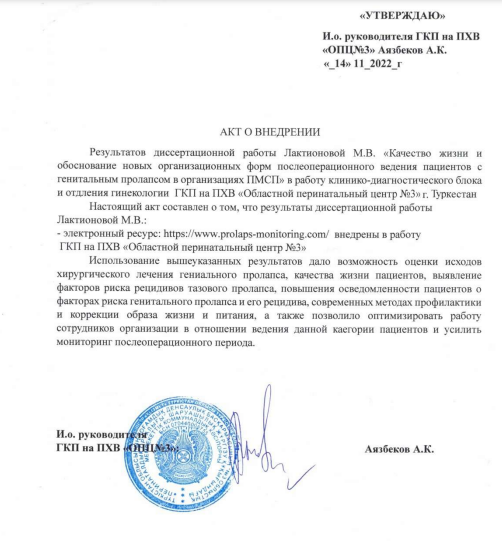 «УТВЕРЖДАЮ»
И.о. руководителя ГКП на ПХВ
«ОПЦ№3» Аязбеков А.К.
«_14» 11_2022_г
АКТ О ВНЕДРЕНИИ
Результатов диссертационной работы Лактионовой М.В. «Качество жизни и
обоснование новых организационных форм послеоперационного ведения пациентов с
генитальным пролапсом в организациях ПМСП» в работу клинико-диагностического блока
и отдления гинекологии ГКП на ПХВ «Областной перинатальный центр №3» г. Туркестан
Настоящий акт составлен о том, что результаты диссертационной работы
Лактионовой М.В.:
- электронный ресурс: https://www.prolaps-monitoring.com/ внедрены в работу
ГКП на ПХВ «Областной перинатальный центр №3»
Использование вышеуказанных результатов дало возможность оценки исходов
хирургического лечения гениального пролапса, качества жизни пациентов, выявление
факторов риска рецидивов тазового пролапса, повышения осведомленности пациентов о
факторах риска генитального пролапса и его рецидива, современных методах профилактики
и коррекции образа жизни и питания, а также позволило оптимизировать работу
сотрудников организации в отношении ведения данной каегории пациентов и усилить
мониторинг послеоперационного периода.
И.о. руководителя
ГКП на ПХВ «ОПЦ№3»:
Аязбеков А.К.